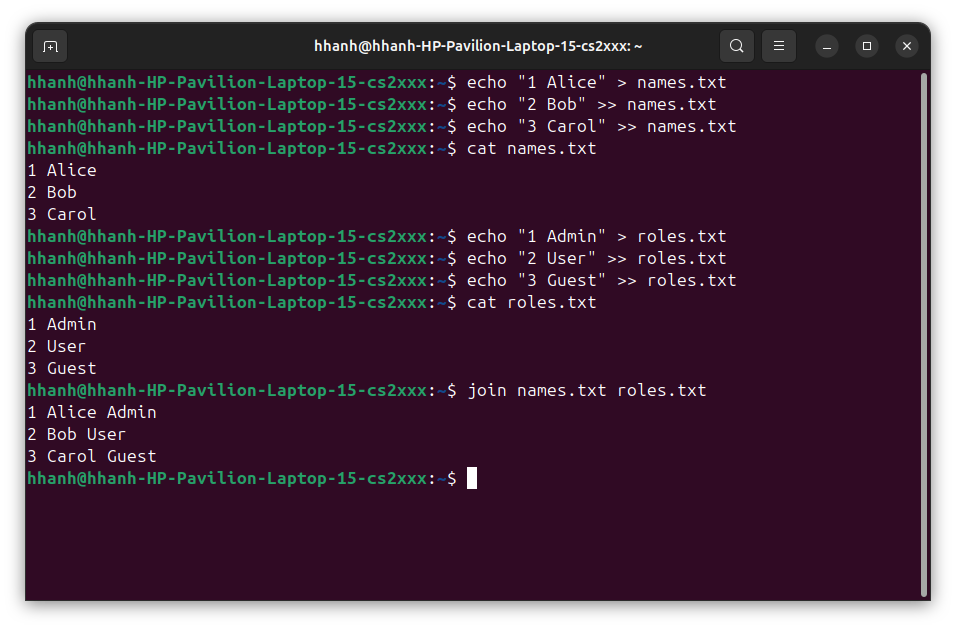 hhanh@hhanh-HP-Pavilion-Laptop-15-cs2xxx: ~
hhanh@hhanh-HP-Pavilion-Laptop-15-cs2xxx:~$ echo "1 Alice" > names.txt
hhanh@hhanh-HP-Pavilion-Laptop-15-cs2xxx:~$ echo "2 Bob" >> names.txt
hhanh@hhanh-HP-Pavilion-Laptop-15-cs2xxx:~$ echo "3 Carol" >> names.txt
hhanh@hhanh-HP-Pavilion-Laptop-15-cs2xxx:~$ cat names.txt
1 Alice
2 Bob
3 Carol
hhanh@hhanh-HP-Pavilion-Laptop-15-cs2xxx:~$ echo "1 Admin" > roles.txt
hhanh@hhanh-HP-Pavilion-Laptop-15-cs2xxx:~$ echo "2 User" >> roles.txt
hhanh@hhanh-HP-Pavilion-Laptop-15-cs2xxx:~$ echo "3 Guest" >> roles.txt
hhanh@hhanh-HP-Pavilion-Laptop-15-cs2xxx:~$ cat roles.txt
1 Admin
2 User
3 Guest
hhanh@hhanh-HP-Pavilion-Laptop-15-cs2xxx:~$ join names.txt roles.txt
1 Alice Admin
2 Bob User
3 Carol Guest
hhanh@hhanh-HP-Pavilion-Laptop-15-cs2xxx:~$